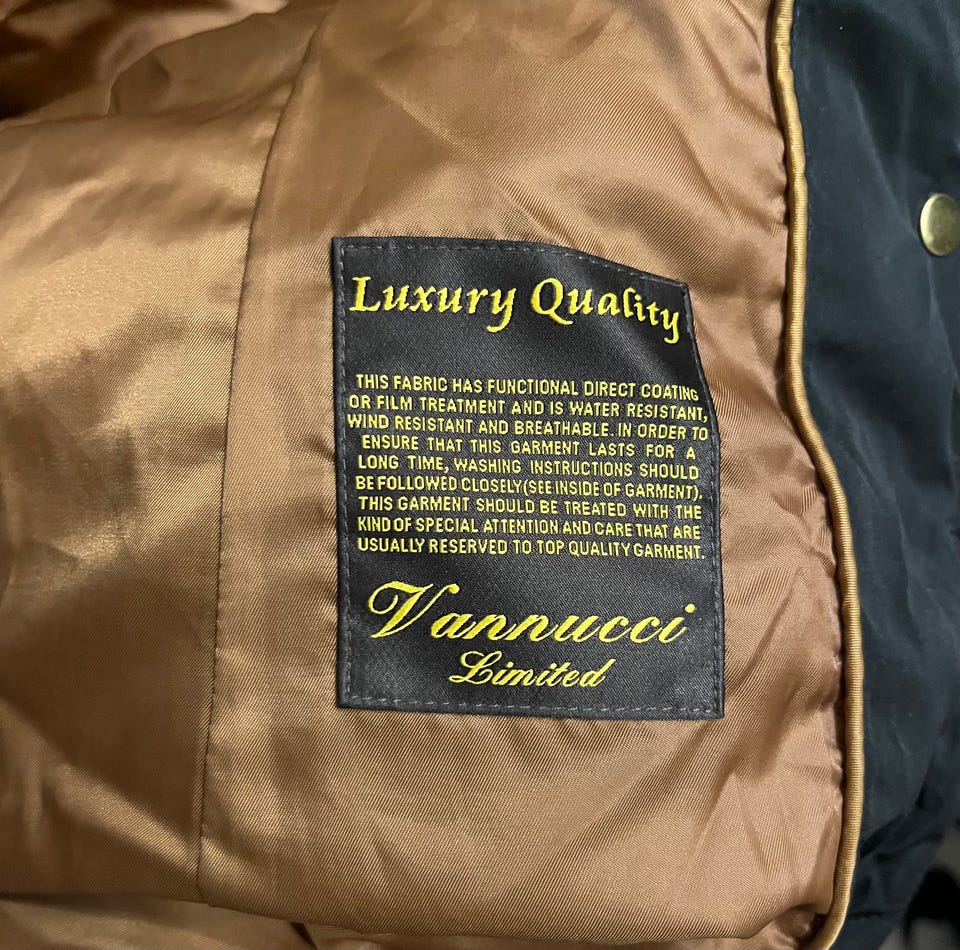 Luxury Quality
THIS FABRIC HAS FUNCTIONAL DIRECT COATING
OR FILM TREATMENT AND IS WATER RESISTANT,
WIND RESISTANT AND BREATHABLE. IN ORDER TO
ENSURE THAT THIS GARMENT LASTS FOR A
LONG TIME, WASHING INSTRUCTIONS SHOULD
BE FOLLOWED CLOSELY (SEE INSIDE OF GARMENT).
THIS GARMENT SHOULD BE TREATED WITH THE
KIND OF SPECIAL ATTENTION AND CARE THAT ARE
USUALLY RESERVED TO TOP QUALITY GARMENT.
Vannucci
Limited